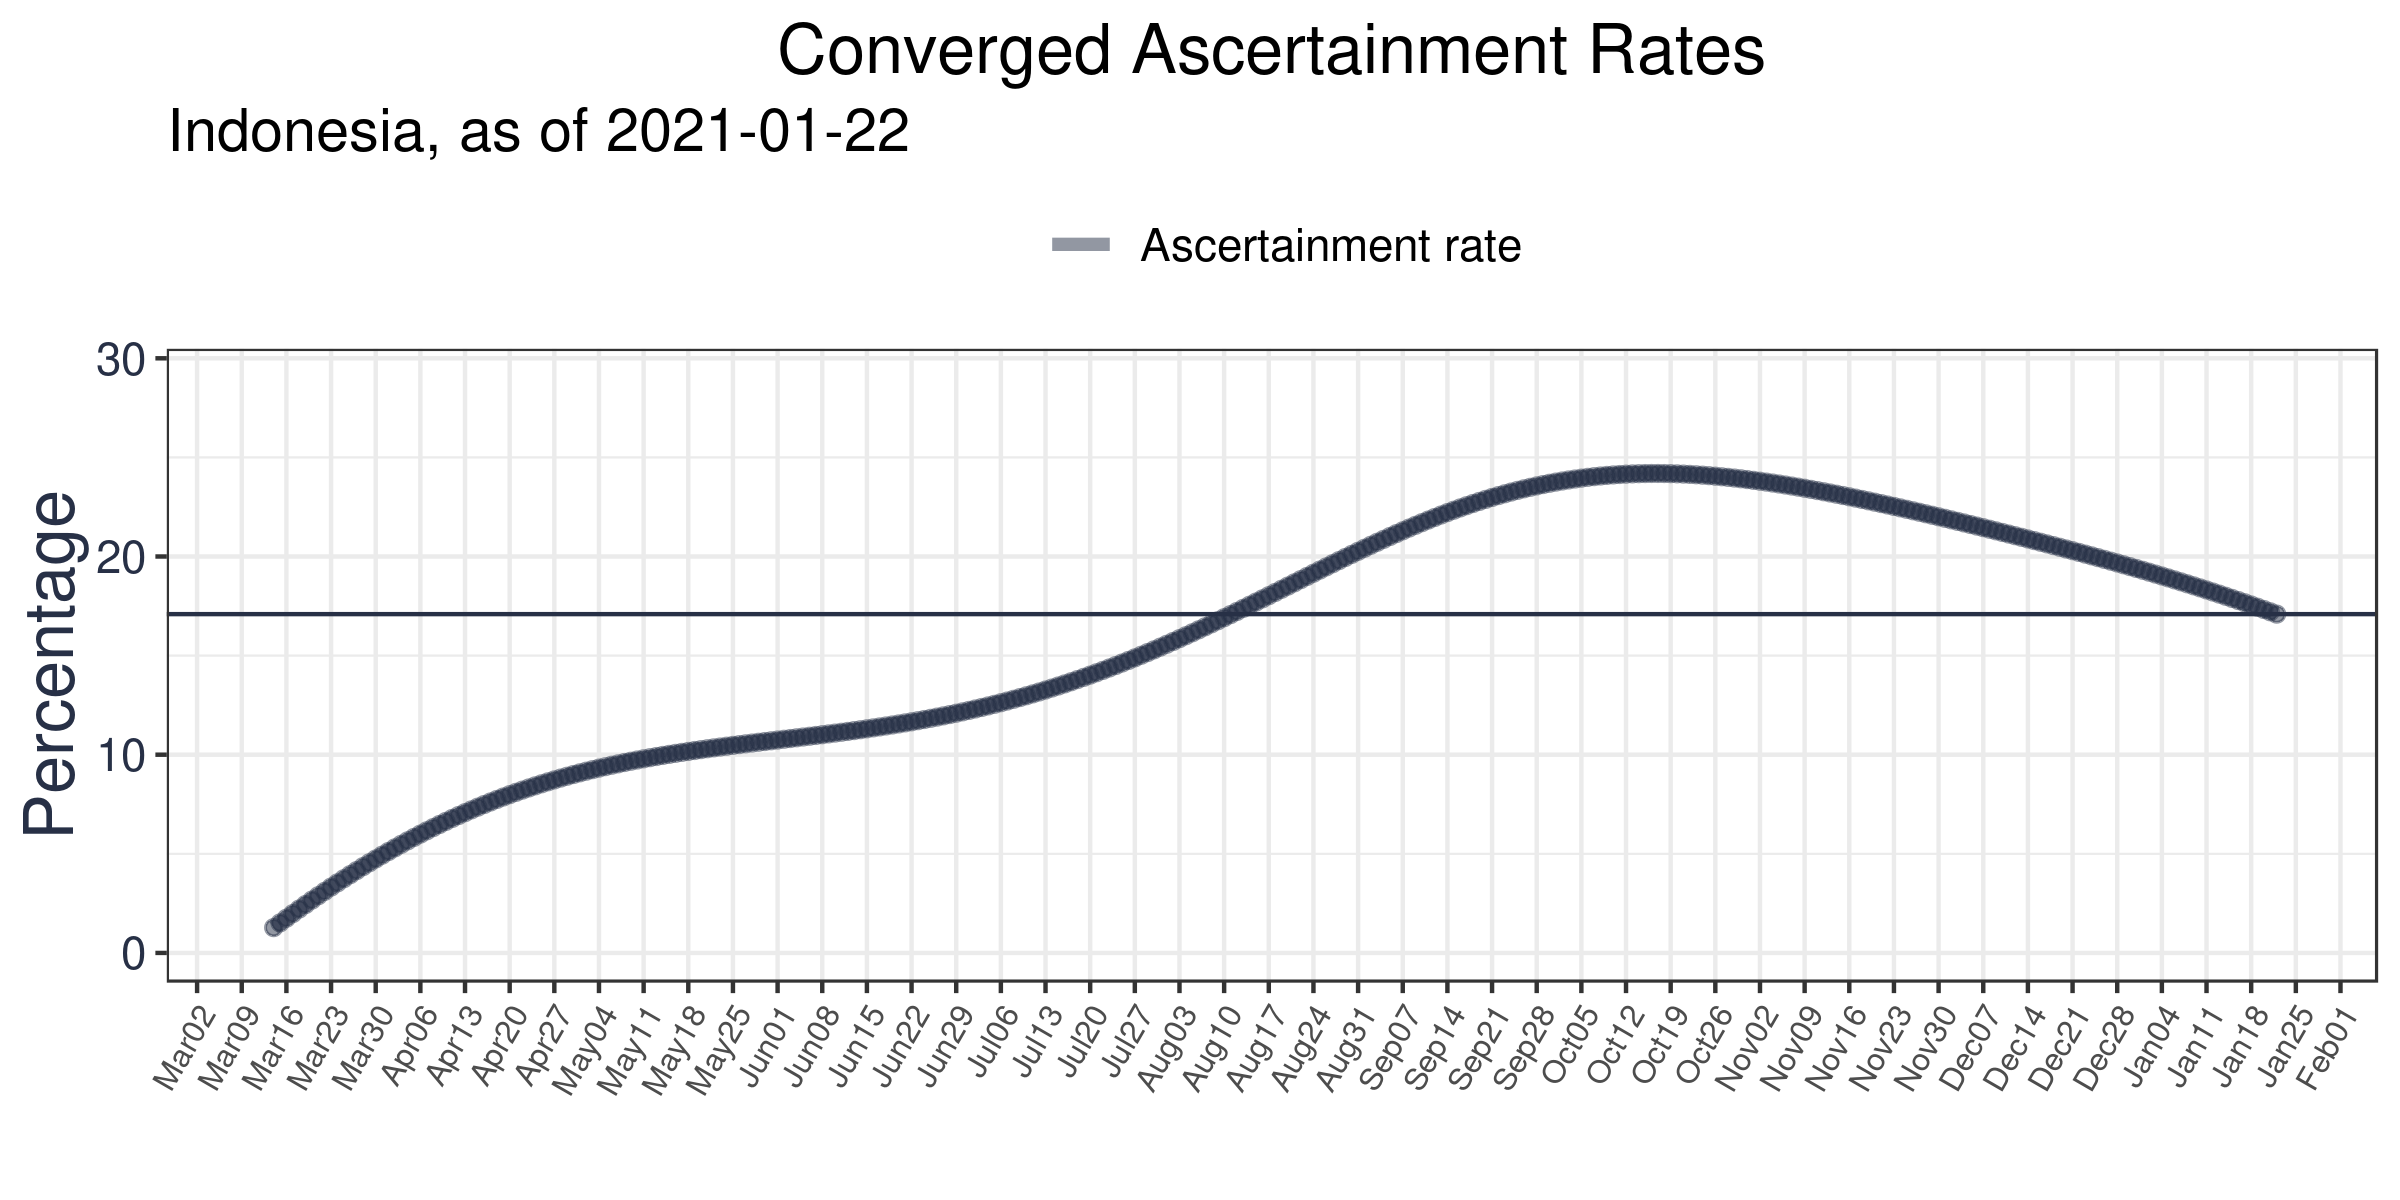 Converged Ascertainment Rates
Indonesia, as of 2021-01-22
Ascertainment rate
Percentage
30
20
10
0
Mar02
Mar09
Mar16
Mar23
Mar30
Apr06
Apr13
Apr20
Apr27
May04
May11
May18
May25
Jun01
Jun08
Jun15
Jun22
Jun29
Jul06
Jul13
Jul20
Jul27
Aug03
Aug10
Aug17
Aug24
Aug31
Sep07
Sep14
Sep21
Sep28
Oct05
Oct12
Oct19
Oct26
Nov02
Nov09
Nov16
Nov23
Nov30
Dec07
Dec14
Dec21
Dec28
Jan04
Jan11
Jan18
Jan25
Feb01